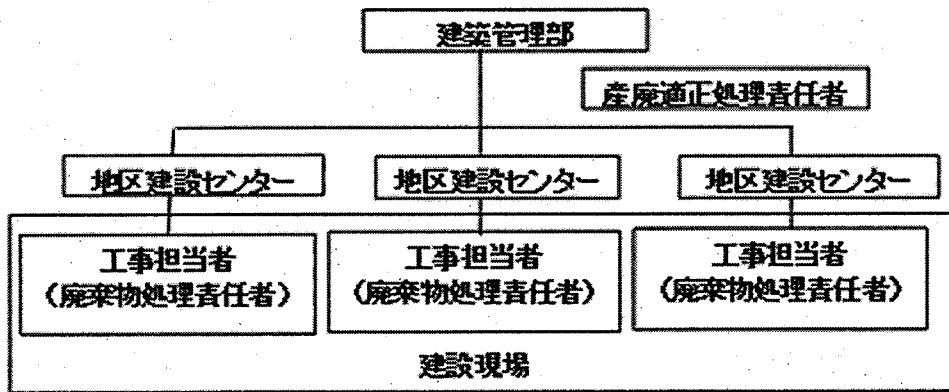 建築管理部
産廃適正処理責任者
地区建設センター
地区建設センター
地区建設センター
工事担当者
（廃棄物処理責任者）
工事担当者
（廃棄物処理責任者）
工事担当者
（廃棄物処理責任者）
建設現場